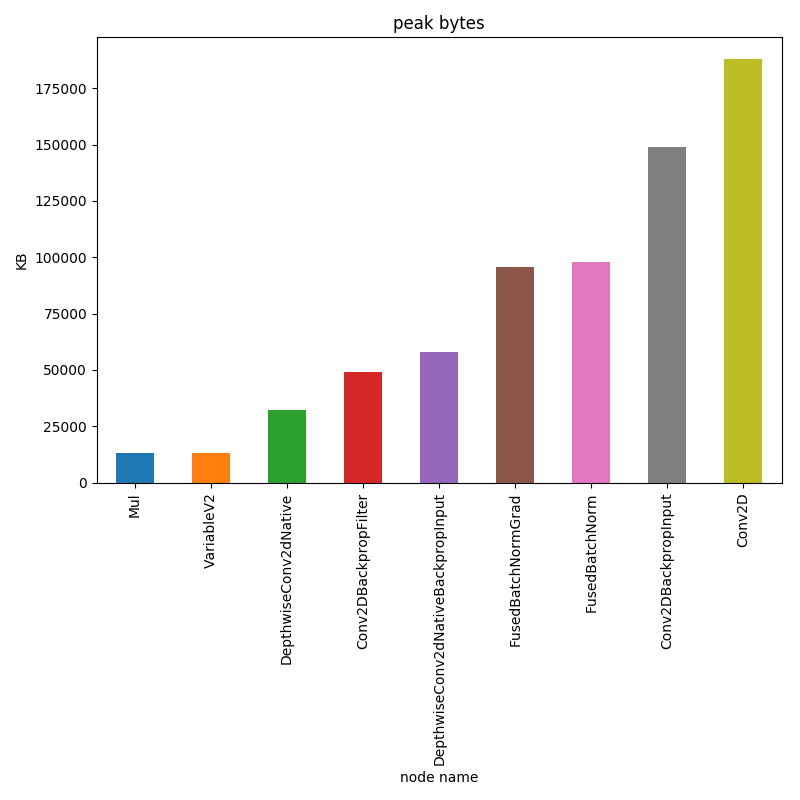 peak bytes
KB
175000
150000
125000
100000
75000
50000
25000
0
Mul
VariableV2
DepthwiseConv2dNative
Conv2DBackpropFilter
DepthwiseConv2dNativeBackpropInput
FusedBatchNormGrad
FusedBatchNorm
Conv2DBackpropInput
Conv2D
node name